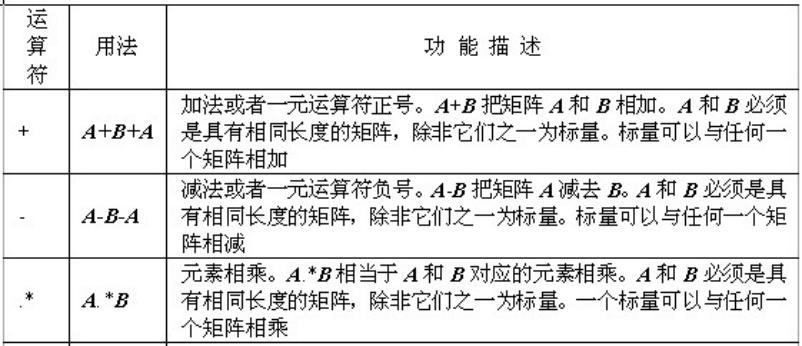 运算符 用法 功 能 描 述
加法或者一元运算符正号。A+B 把矩阵 A 和 B 相加。A 和 B 必须
+ A+B+A 是具有相同长度的矩阵，除非它们之一为标量。标量可以与任何一
个矩阵相加
减法或者一元运算符负号。A-B 把矩阵 A 减去 B。A 和 B 必须是具
- A-B-A 有相同长度的矩阵，除非它们之一为标量。标量可以与任何一个矩
阵相减
元素相乘。A.*B 相当于 A 和 B 对应的元素相乘。A 和 B 必须是具
.* A.*B 有相同长度的矩阵，除非它们之一为标量。一个标量可以与任何一
个矩阵相乘